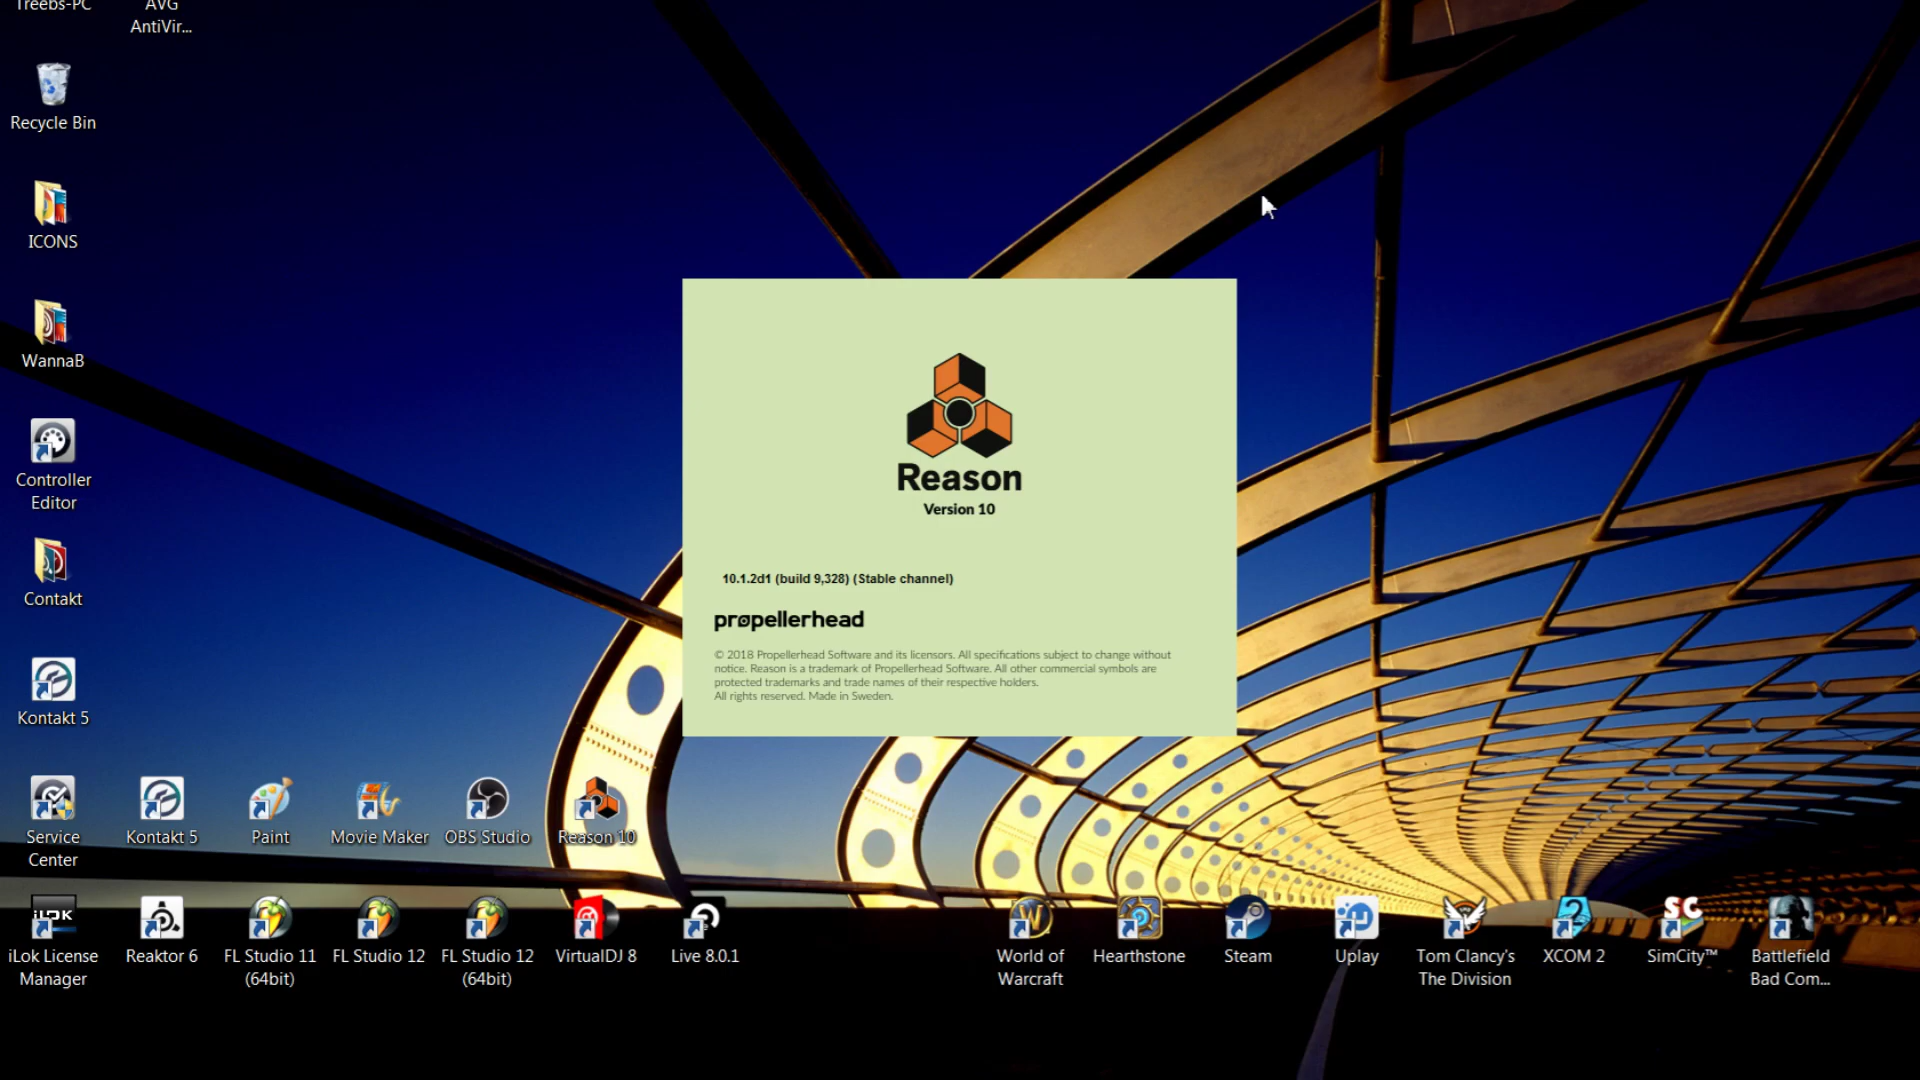 Treebs-PC
AVG
AntiVir...
Recycle Bin
ICONS
WannaB
Controller
Editor
Contakt
Kontakt 5
Service
Center
Kontakt 5
Paint
Movie Maker
OBS Studio
Reason 10
iLok License
Manager
Reaktor 6
FL Studio 11
(64bit)
FL Studio 12
FL Studio 12
(64bit)
VirtualDJ 8
Live 8.0.1
World of
Warcraft
Hearthstone
Steam
Uplay
Tom Clancy's
The Division
XCOM 2
SC
SimCity™
Battlefield
Bad Com...
Reason
Version 10
10.1.2d1 (build 9,328) (Stable channel)
prøpellerhead
© 2018 Propellerhead Software and its licensors. All specifications subject to change without
notice. Reason is a trademark of Propellerhead Software. All other commercial symbols are
protected trademarks and trade names of their respective holders.
All rights reserved. Made in Sweden.